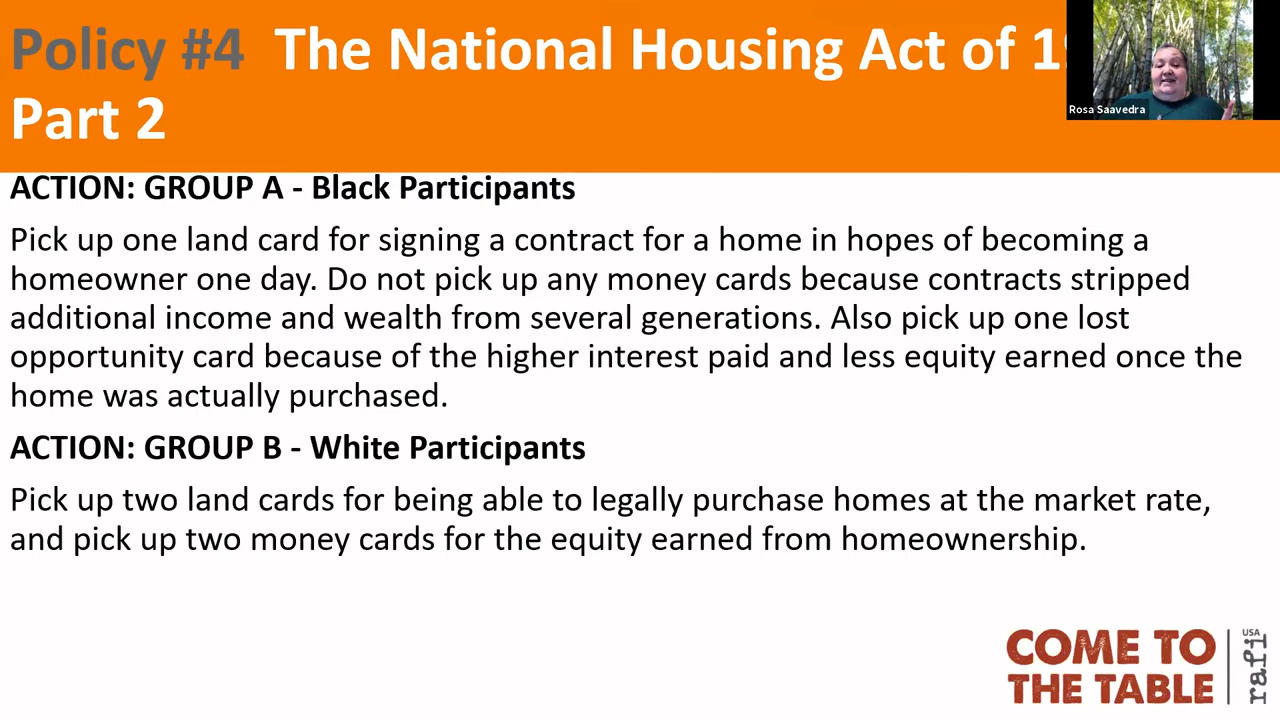 Policy #4 The National Housing Act of
Part 2
Rosa Saavedra
ACTION: GROUP A - Black Participants
Pick up one land card for signing a contract for a home in hopes of becoming a
homeowner one day. Do not pick up any money cards because contracts stripped
additional income and wealth from several generations. Also pick up one lost
opportunity card because of the higher interest paid and less equity earned once the
home was actually purchased.
ACTION: GROUP B - White Participants
Pick up two land cards for being able to legally purchase homes at the market rate,
and pick up two money cards for the equity earned from homeownership.
COME TO
THE TABLE
rafi
USA